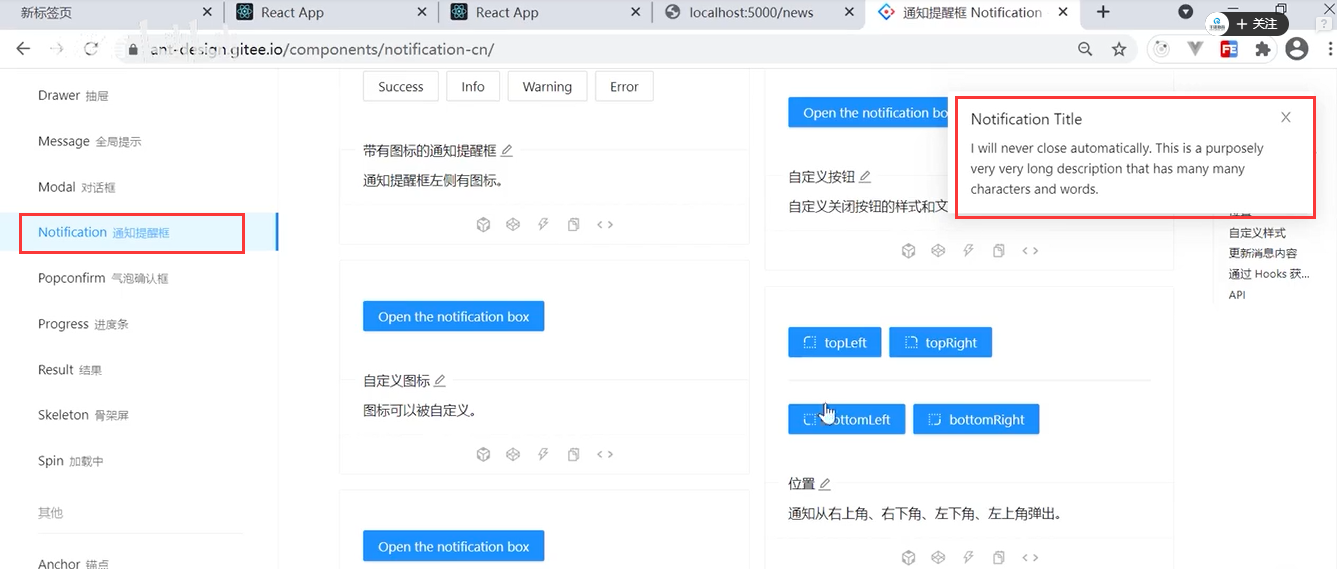 新标签页
React App
React App
localhost:5000/news
通知提醒框 Notification
关注
ant-design.gitee.io/components/notification-cn/
Drawer 抽屉
Message 全局提示
Modal 对话框
Notification 通知提醒框
Popconfirm 气泡确认框
Progress 进度条
Result 结果
Skeleton 骨架屏
Spin 加载中
其他
Anchor 锚点
Success
Info
Warning
Error
带有图标的通知提醒框
通知提醒框左侧有图标。
Open the notification box
自定义图标
图标可以被自定义。
Open the notification box
Open the notification bo
自定义按钮
自定义关闭按钮的样式和文
topLeft
topRight
ottomLeft
bottomRight
位置
通知从右上角、右下角、左下角、左上角弹出。
Notification Title
I will never close automatically. This is a purposely
very very long description that has many many
characters and words.
自定义样式
更新消息内容
通过 Hooks 获...
API